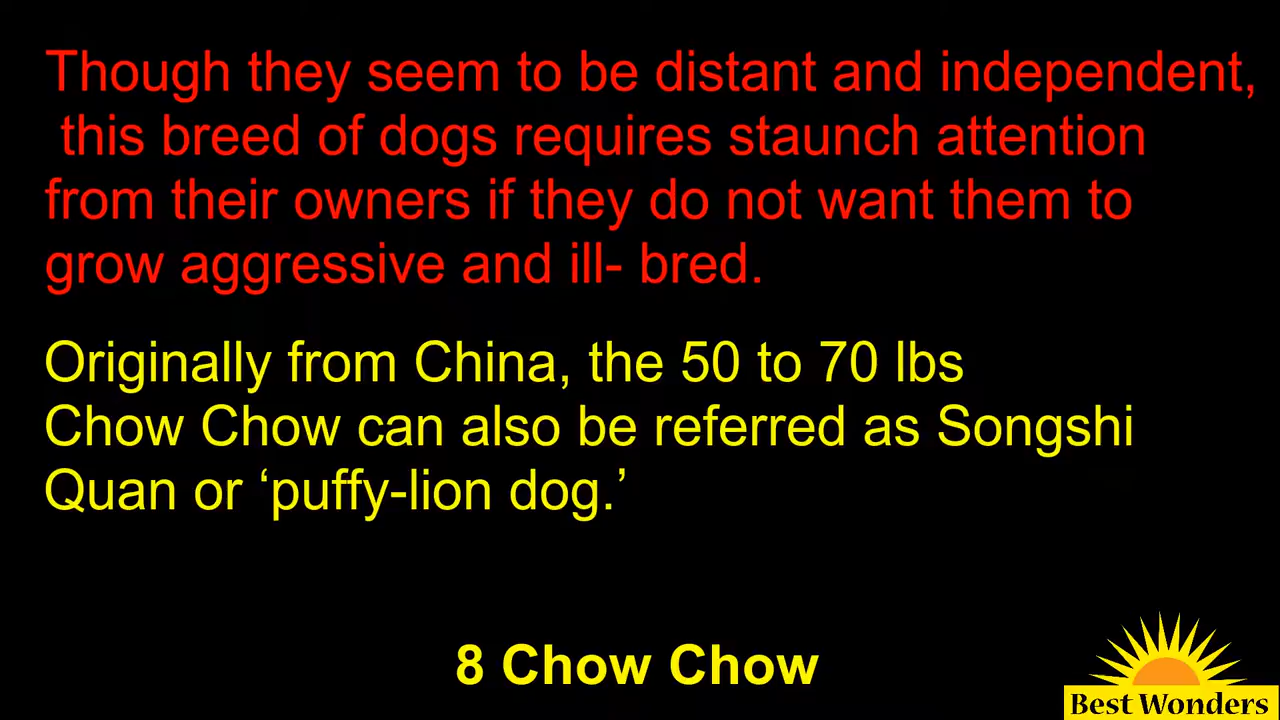 Though they seem to be distant and independent,
this breed of dogs requires staunch attention
from their owners if they do not want them to
grow aggressive and ill- bred.
Originally from China, the 50 to 70 lbs
Chow Chow can also be referred as Songshi
Quan or ‘puffy-lion dog.’
8 Chow Chow
Best Wonders